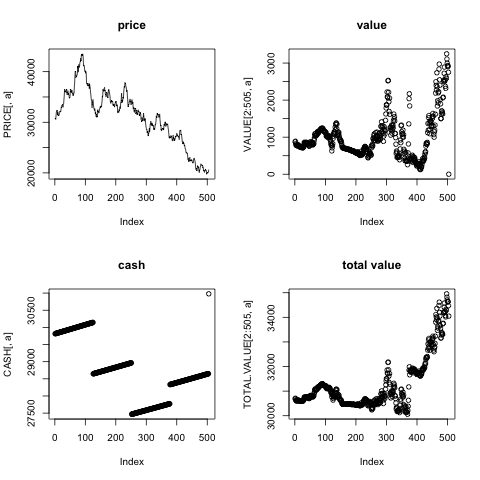 price
PRICE[, a]
20000 30000 40000
0 100 200 300 400 500
Index
value
VALUE[2:505, a]
0 1000 2000 3000
0 100 200 300 400 500
Index
cash
CASH[, a]
27500 29000 30500
0 100 200 300 400 500
Index
total value
TOTAL.VALUE[2:505, a]
30000 32000 34000
0 100 200 300 400 500
Index